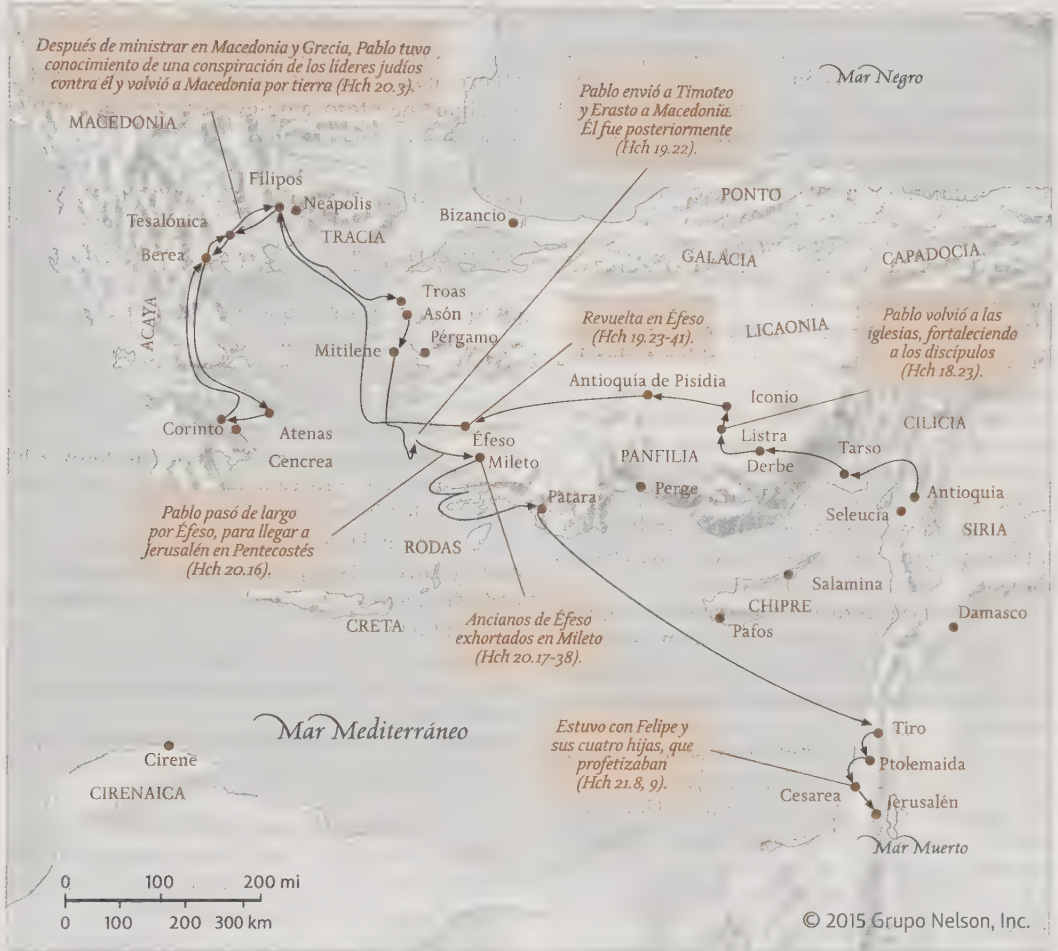 Después de ministrar en Macedonia y Grecia, Pablo tuvo
conocimiento de una conspiración de los líderes judíos
contra él y volvió a Macedonia por tierra (Hch 20.3).
Mar Negro
Pablo envió a Timoteo
y Erasto a Macedonia.
Él fue posteriormente
(Hch 19.22).
MACEDONIA
Filipos
Neápolis
PONTO
Tesalónica
Bizancio
TRACIA
Berea
GALACIA
CAPADOCIA
Troas
Asón
Revuelta en Éfeso
(Hch 19.23-41).
LICAONIA
Pablo volvió a las
iglesias, fortaleciendo
a los discípulos
(Hch 18.23).
ACAYA
Mitilene
Pérgamo
Antioquía de Pisidia
Iconio
Corinto
Atenas
Cencrea
Éfeso
Mileto
PANFILIA
Listra
Derbe
Tarso
CILICIA
Perge
Pátara
Antioquía
Seleucia
SIRIA
Pablo pasó de largo
por Éfeso, para llegar a
Jerusalén en Pentecostés
(Hch 20.16).
RODAS
Salamina
CHIPRE
Pafos
Damasco
CRETA
Ancianos de Éfeso
exhortados en Mileto
(Hch 20.17-38).
Mar Mediterráneo
Estuvo con Felipe y
sus cuatro hijas, que
profetizaban
(Hch 21.8, 9).
Tiro
Ptolemaida
Cirene
CIRENAICA
Cesarea
Jerusalén
Mar Muerto
0 100 200 mi
0 100 200 300 km
© 2015 Grupo Nelson, Inc.